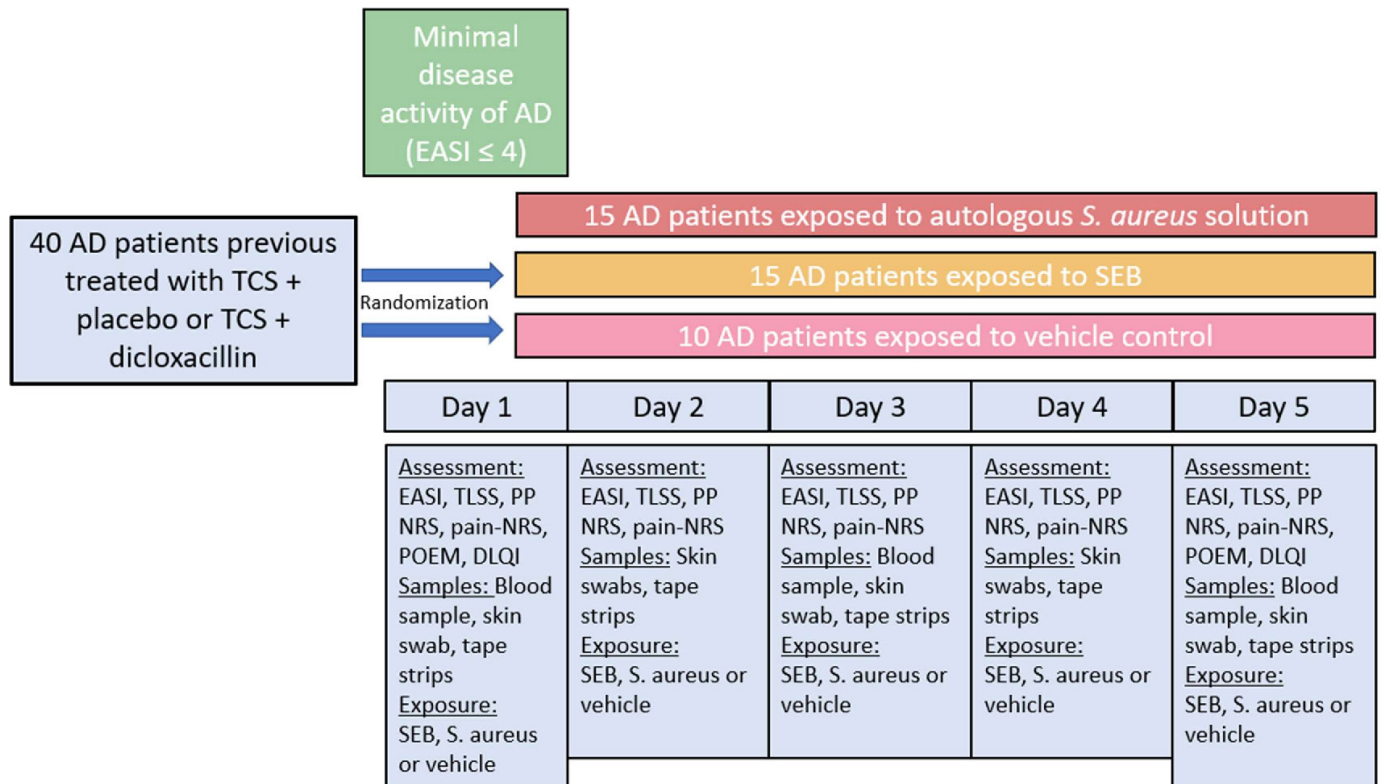 Minimal
disease
activity of AD
(EASI ≤ 4)
40 AD patients previous
treated with TCS +
placebo or TCS +
dicloxacillin
Randomization
15 AD patients exposed to autologous S. aureus solution
15 AD patients exposed to SEB
10 AD patients exposed to vehicle control
Day 1
Assessment:
EASI, TLSS, PP
NRS, pain-NRS,
POEM, DLQI
Samples: Blood
sample, skin
swab, tape
strips
Exposure:
SEB, S. aureus
or vehicle
Day 2
Assessment:
EASI, TLSS, PP
NRS, pain-NRS
Samples: Skin
swabs, tape
strips
Exposure:
SEB, S. aureus or
vehicle
Day 3
Assessment:
EASI, TLSS, PP
NRS, pain-NRS
Samples: Blood
sample, skin
swab, tape strips
Exposure:
SEB, S. aureus or
vehicle
Day 4
Assessment:
EASI, TLSS, PP
NRS, pain-NRS
Samples: Skin
swabs, tape
strips
Exposure:
SEB, S. aureus or
vehicle
Day 5
Assessment:
EASI, TLSS, PP
NRS, pain-NRS,
POEM, DLQI
Samples: Blood
sample, skin
swab, tape strips
Exposure:
SEB, S. aureus or
vehicle